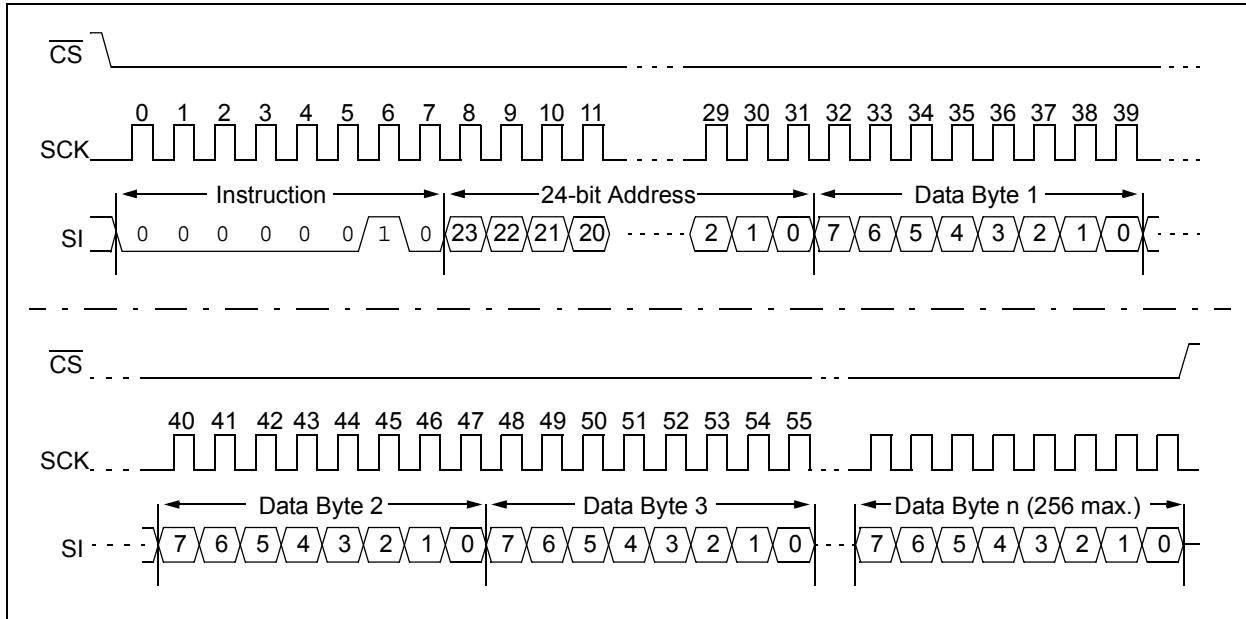 CS
0 1 2 3 4 5 6 7 8 9 10 11 29 30 31 32 33 34 35 36 37 38 39
SCK
Instruction 24-bit Address Data Byte 1
SI 0 0 0 0 0 0 1 0 23 22 21 20 2 1 0 7 6 5 4 3 2 1 0
CS
40 41 42 43 44 45 46 47 48 49 50 51 52 53 54 55
SCK
Data Byte 2 Data Byte 3 Data Byte n (256 max.)
SI 7 6 5 4 3 2 1 0 7 6 5 4 3 2 1 0 7 6 5 4 3 2 1 0